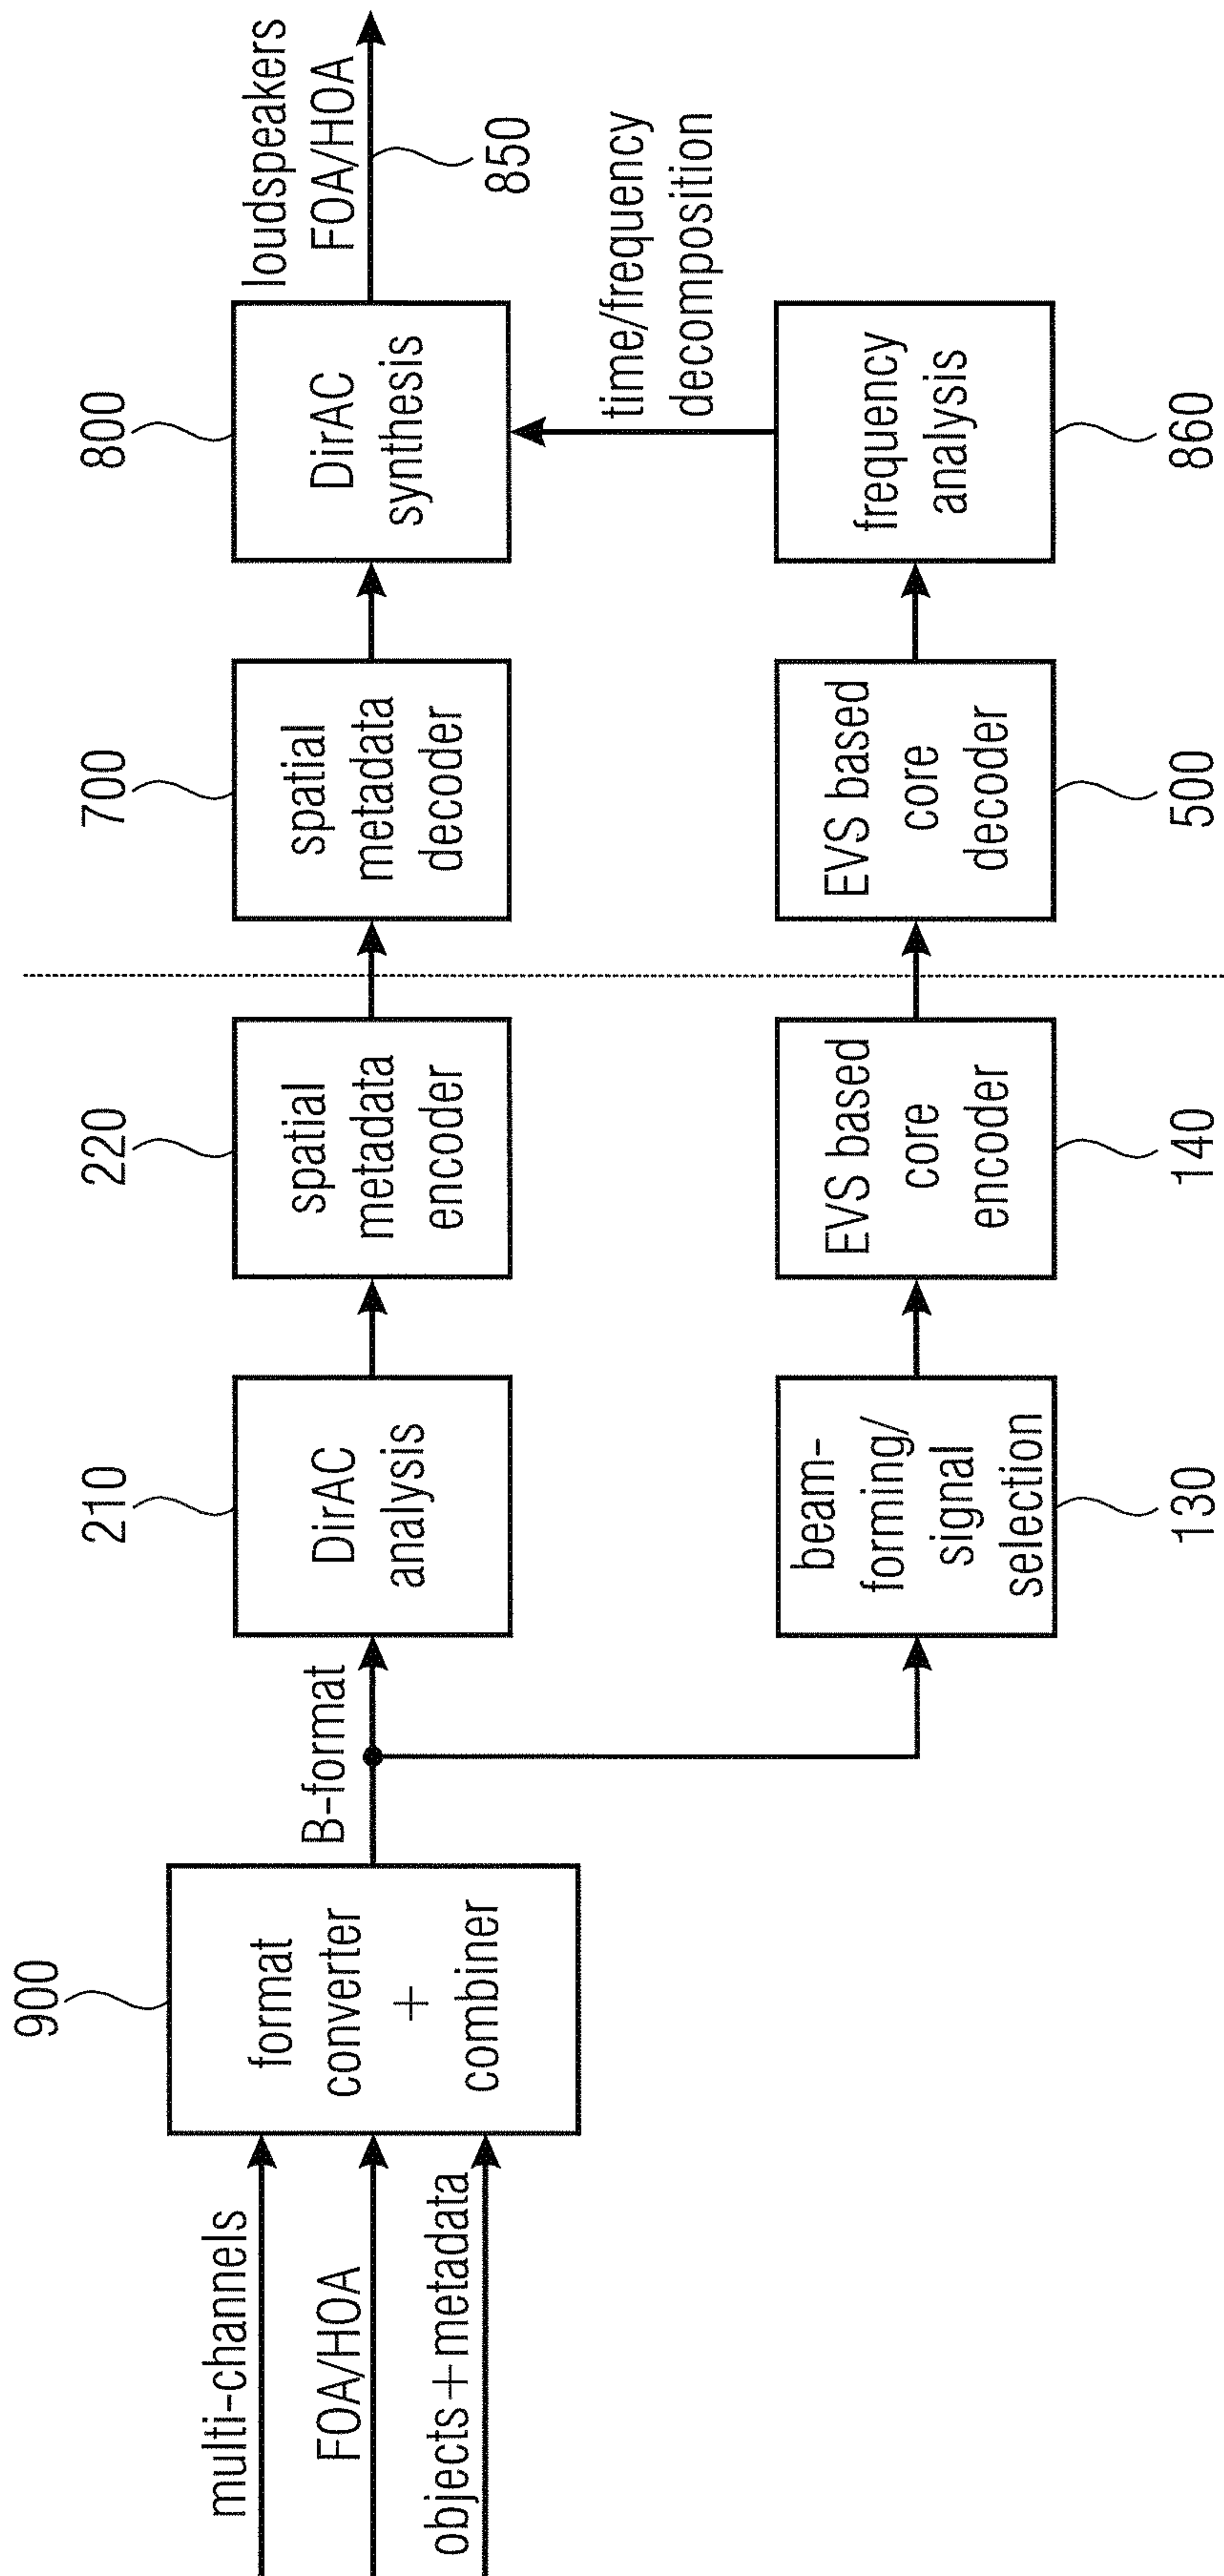 multi-channels
FOA/HOA
objects+metadata
900
format
converter
+
combiner
B-format
210
DirAC
analysis
220
spatial
metadata
encoder
700
spatial
metadata
decoder
800
DirAC
synthesis
loudspeakers
FOA/HOA
850
beam-
forming/
signal
selection
130
EVS based
core
encoder
140
EVS based
core
decoder
500
frequency
analysis
860
time/frequency
decomposition